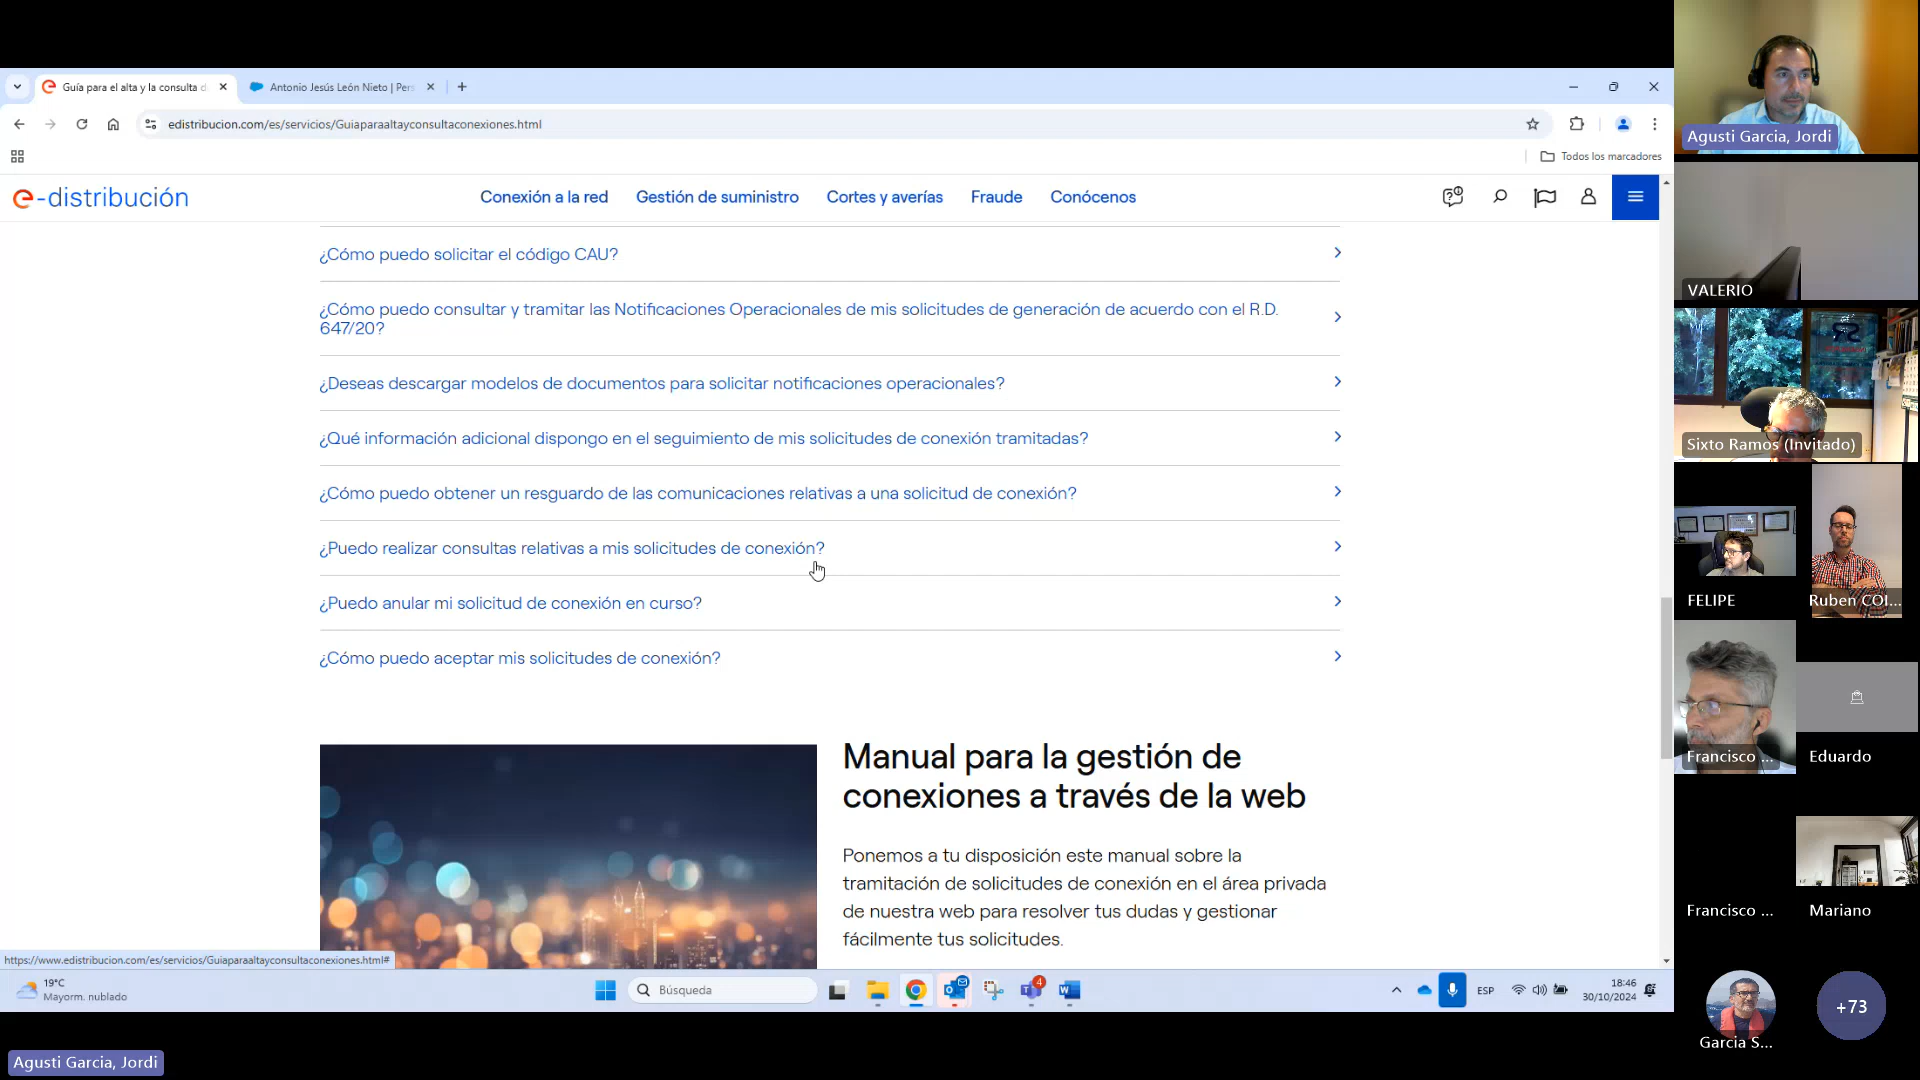 Guía para el alta y la consulta d
Antonio Jesús León Nieto | Pers
edistribucion.com/es/servicios/Guiaparaaltayconsultaconexiones.html
Todos los marcadores
e-distribución
Conexión a la red
Gestión de suministro
Cortes y averías
Fraude
Conócenos
¿Cómo puedo solicitar el código CAU?
¿Cómo puedo consultar y tramitar las Notificaciones Operacionales de mis solicitudes de generación de acuerdo con el R.D.
647/20?
¿Deseas descargar modelos de documentos para solicitar notificaciones operacionales?
¿Qué información adicional dispongo en el seguimiento de mis solicitudes de conexión tramitadas?
¿Cómo puedo obtener un resguardo de las comunicaciones relativas a una solicitud de conexión?
¿Puedo realizar consultas relativas a mis solicitudes de conexión?
¿Puedo anular mi solicitud de conexión en curso?
¿Cómo puedo aceptar mis solicitudes de conexión?
Manual para la gestión de
conexiones a través de la web
Ponemos a tu disposición este manual sobre la
tramitación de solicitudes de conexión en el área privada
de nuestra web para resolver tus dudas y gestionar
fácilmente tus solicitudes.
https://www.edistribucion.com/es/servicios/Guiaparaaltayconsultaconexiones.html#
19°C
Mayorm. nublado
Búsqueda
4
ESP
18:46
30/10/2024
Agusti Garcia, Jordi
Agusti Garcia, Jordi
VALERIO
Sixto Ramos (Invitado)
FELIPE
Ruben COI...
Francisco ...
Eduardo
Francisco ...
Mariano
Garcia S...
+73